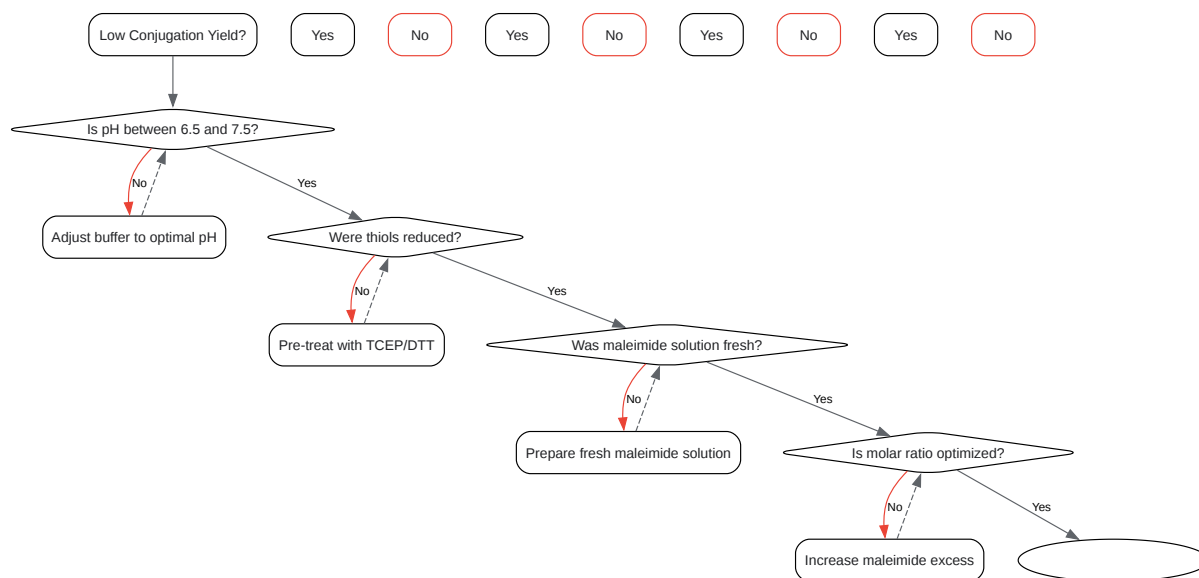 Low Conjugation Yield?
Yes
No
Yes
No
Yes
No
Yes
No
Is pH between 6.5 and 7.5?
No
Yes
Adjust buffer to optimal pH
Were thiols reduced?
No
Yes
Pre-treat with TCEP/DTT
Was maleimide solution fresh?
No
Yes
Prepare fresh maleimide solution
Is molar ratio optimized?
No
Yes
Increase maleimide excess